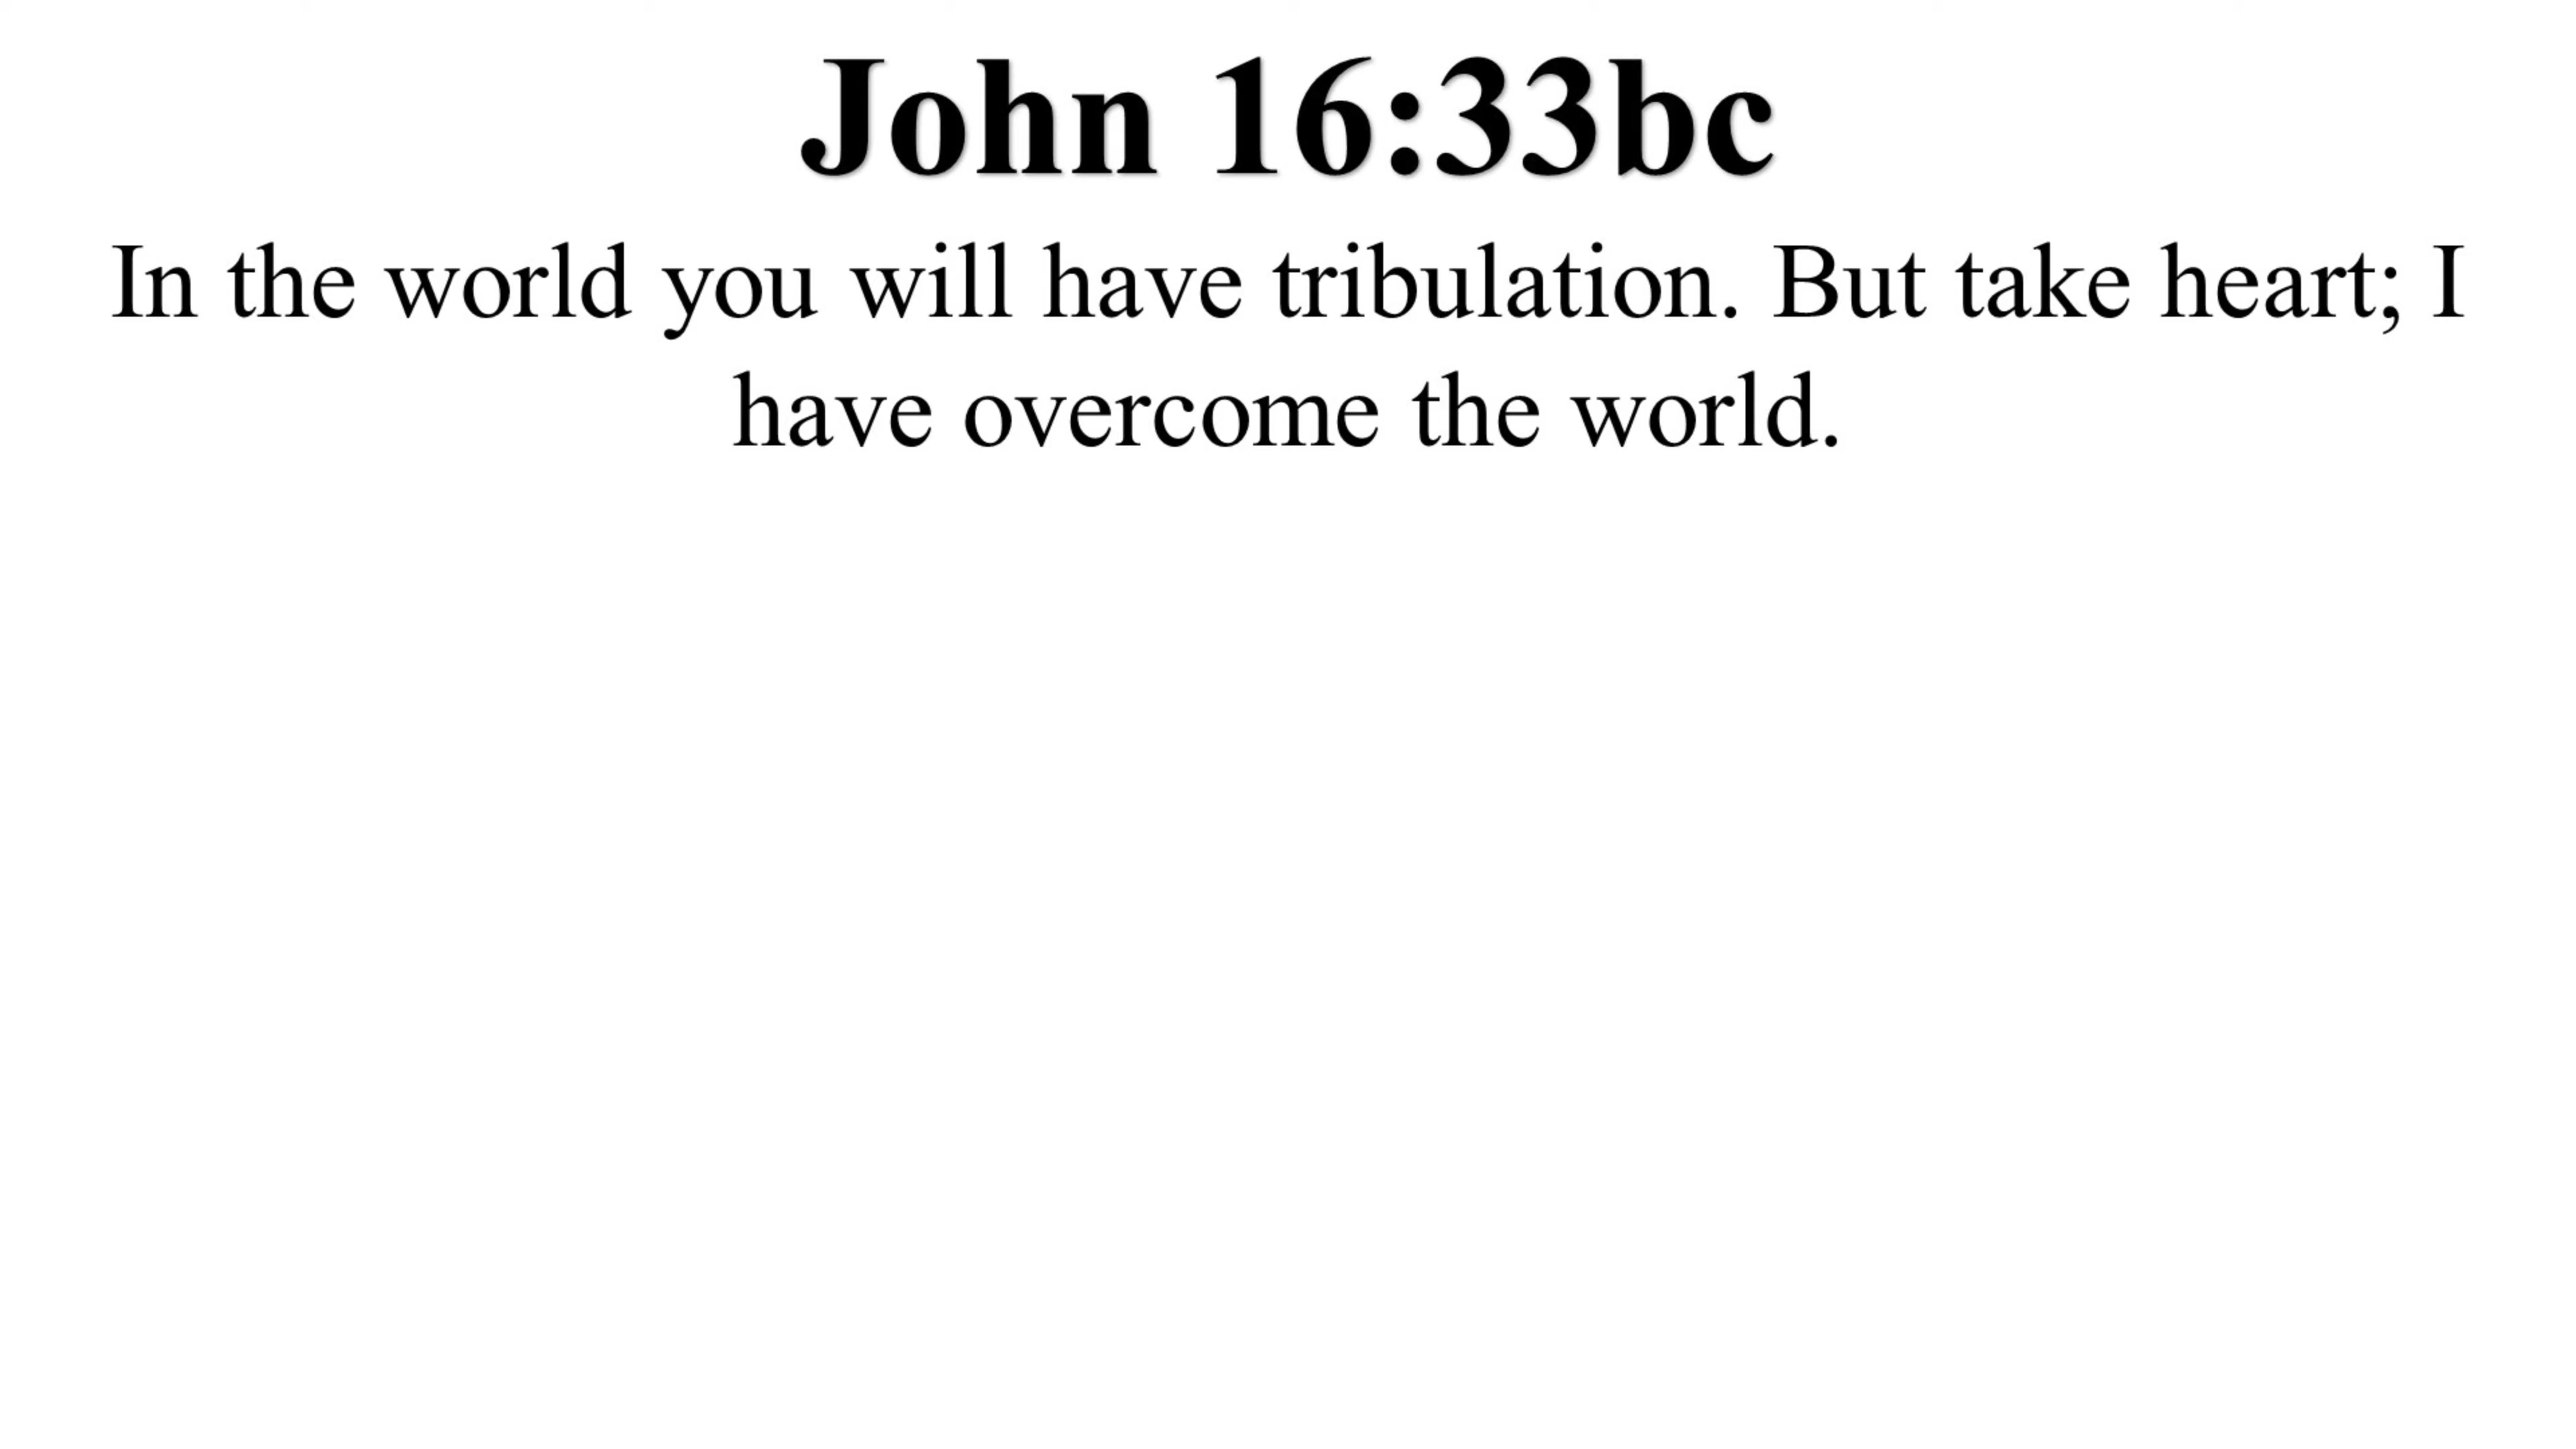 John 16:33bc
In the world you will have tribulation. But take heart; I
have overcome the world.